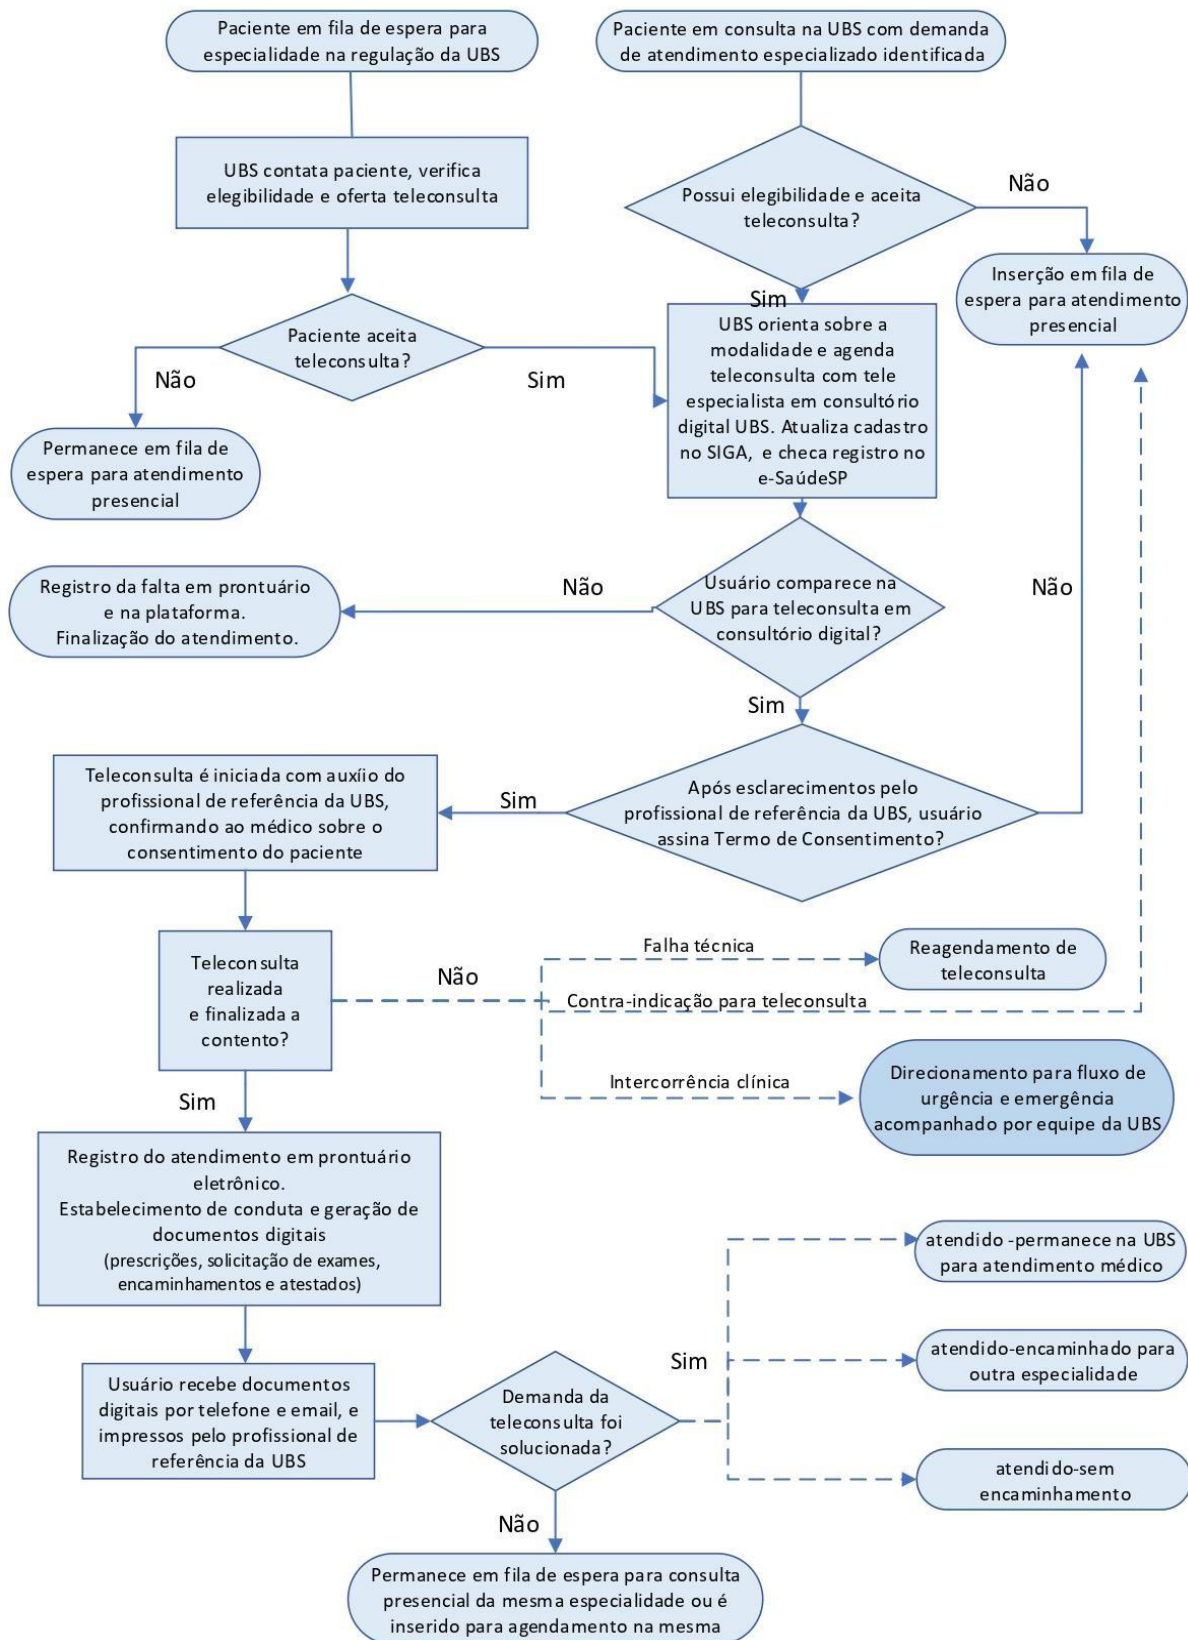 Paciente em fila de espera para
especialidade na regulação da UBS
Paciente em consulta na UBS com demanda
de atendimento especializado identificada
UBS contata paciente, verifica
elegibilidade e oferta teleconsulta
Possui elegibilidade e aceita
teleconsulta?
Não
Inserção em fila de
espera para atendimento
presencial
Sim
Paciente aceita
teleconsulta?
Não
Sim
Permanece em fila de
espera para atendimento
presencial
UBS orienta sobre a
modalidade e agenda
teleconsulta com tele
especialista em consultório
digital UBS. Atualiza cadastro
no SIGA, e checa registro no
e-SaúdeSP
Usuário comparece na
UBS para teleconsulta em
consultório digital?
Não
Registro da falta em prontuário
e na plataforma.
Finalização do atendimento.
Não
Sim
Após esclarecimentos pelo
profissional de referência da UBS, usuário
assina Termo de Consentimento?
Sim
Teleconsulta é iniciada com auxíio do
profissional de referência da UBS,
confirmando ao médico sobre o
consentimento do paciente
Teleconsulta
realizada
e finalizada a
contento?
Não
Falha técnica
Reagendamento de
teleconsulta
Contra-indicação para teleconsulta
Intercorrência clínica
Direcionamento para fluxo de
urgência e emergência
acompanhado por equipe da UBS
Sim
Registro do atendimento em prontuário
eletrônico.
Estabelecimento de conduta e geração de
documentos digitais
(prescrições, solicitação de exames,
encaminhamentos e atestados)
Usuário recebe documentos
digitais por telefone e email, e
impressos pelo profissional de
referência da UBS
Demanda da
teleconsulta foi
solucionada?
Sim
atendido -permanece na UBS
para atendimento médico
atendido-encaminhado para
outra especialidade
atendido-sem
encaminhamento
Não
Permanece em fila de espera para consulta
presencial da mesma especialidade ou é
inserido para agendamento na mesma